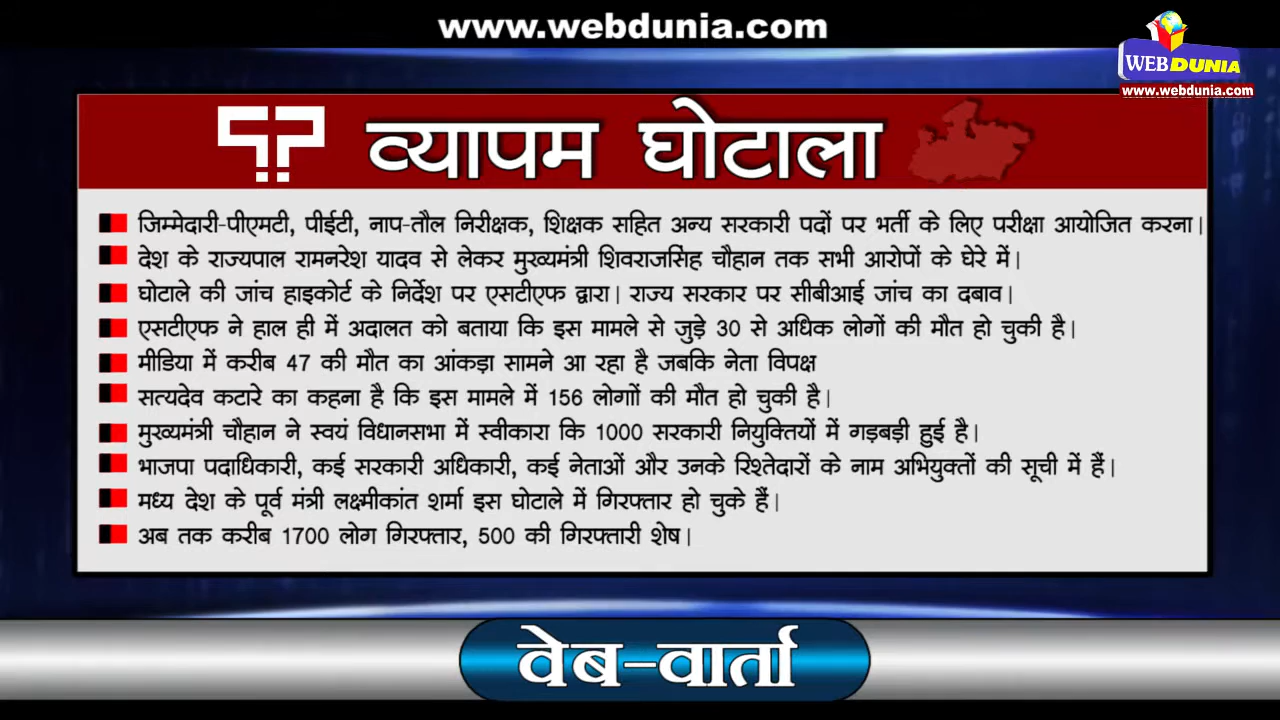 www.webdunia.com
WEBDUNIA
www.webdunia.com
?? व्यापम घोटाला
जिम्मेदारी-पीएमटी, पीईटी, नाप-तौल निरीक्षक, शिक्षक सहित अन्य सरकारी पदों पर भर्ती के लिए परीक्षा आयोजित करना।
देश के राज्यपाल रामनरेश यादव से लेकर मुख्यमंत्री शिवराजसिंह चौहान तक सभी आरोपों के घेरे में।
घोटाले की जांच हाइकोर्ट के निर्देश पर एसटीएफ द्वारा। राज्य सरकार पर सीबीआई जांच का दबाव।
एसटीएफ ने हाल ही में अदालत को बताया कि इस मामले से जुड़े 30 से अधिक लोगों की मौत हो चुकी है।
मीडिया में करीब 47 की मौत का आंकड़ा सामने आ रहा है जबकि नेता विपक्ष
सत्यदेव कटारे का कहना है कि इस मामले में 156 लोगाों की मौत हो चुकी है।
मुख्यमंत्री चौहान ने स्वयं विधानसभा में स्वीकारा कि 1000 सरकारी नियुक्तियों में गड़बड़ी हुई है।
भाजपा पदाधिकारी, कई सरकारी अधिकारी, कई नेताओं और उनके रिश्तेदारों के नाम अभियुक्तों की सूची में हैं।
मध्य देश के पूर्व मंत्री लक्ष्मीकांत शर्मा इस घोटाले में गिरफ्तार हो चुके हैं।
अब तक करीब 1700 लोग गिरफ्तार, 500 की गिरफ्तारी शेष।
वेब-वार्ता